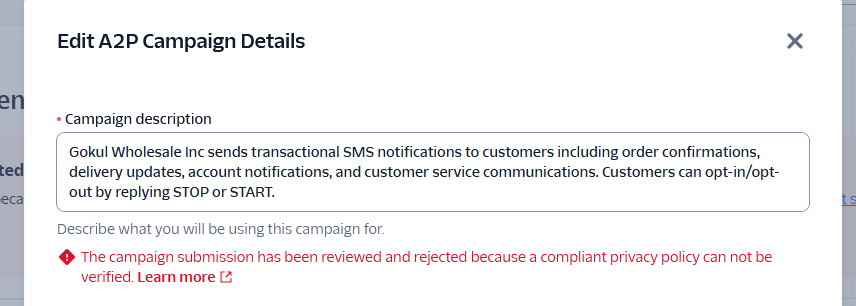 Edit A2P Campaign Details
en
ted
eca
t s
• Campaign description
Gokul Wholesale Inc sends transactional SMS notifications to customers including order confirmations,
delivery updates, account notifications, and customer service communications. Customers can opt-in/opt-
out by replying STOP or START.
Describe what you will be using this campaign for.
The campaign submission has been reviewed and rejected because a compliant privacy policy can not be
verified. Learn more